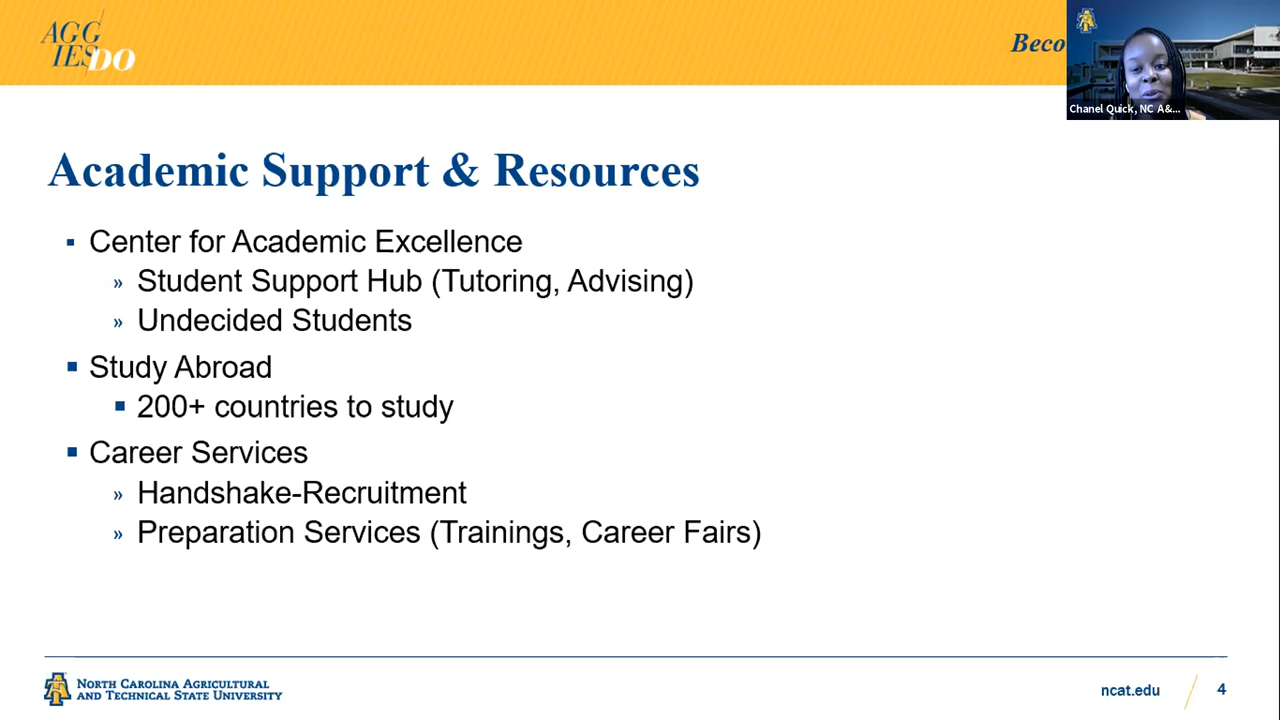 AGG
IES DO
Beco
Chanel Quick, NC A&...
Academic Support & Resources
▪ Center for Academic Excellence
» Student Support Hub (Tutoring, Advising)
» Undecided Students
▪ Study Abroad
▪ 200+ countries to study
▪ Career Services
» Handshake-Recruitment
» Preparation Services (Trainings, Career Fairs)
North Carolina Agricultural
and Technical State University
ncat.edu
4